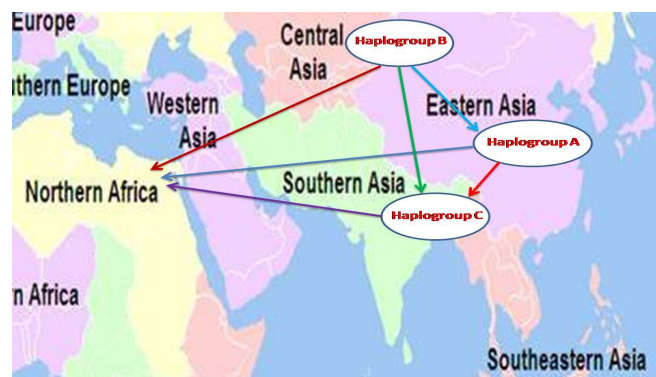 Europe
Central
Asia
Haplogroup B
thern Europe
Western
Asia
Eastern Asia
Haplogroup A
Northern Africa
Southern Asia
Haplogroup C
n Africa
Southeastern Asia